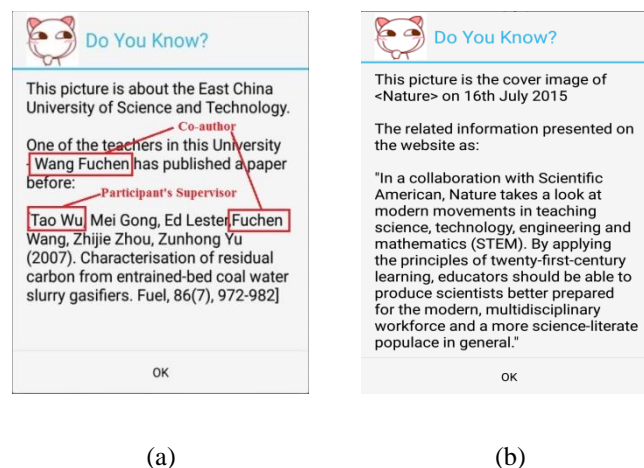 Do You Know?
This picture is about the East China
University of Science and Technology.
Co-author
One of the teachers in this University
- Wang Fuchen has published a paper
before:
Participant's Supervisor
Tao Wu, Mei Gong, Ed Lester, Fuchen
Wang, Zhijie Zhou, Zunhong Yu
(2007). Characterisation of residual
carbon from entrained-bed coal water
slurry gasifiers. Fuel, 86(7), 972-982]
OK
(a)
Do You Know?
This picture is the cover image of
<Nature> on 16th July 2015
The related information presented on
the website as:
"In a collaboration with Scientific
American, Nature takes a look at
modern movements in teaching
science, technology, engineering and
mathematics (STEM). By applying
the principles of twenty-first-century
learning, educators should be able to
produce scientists better prepared
for the modern, multidisciplinary
workforce and a more science-literate
populace in general."
OK
(b)